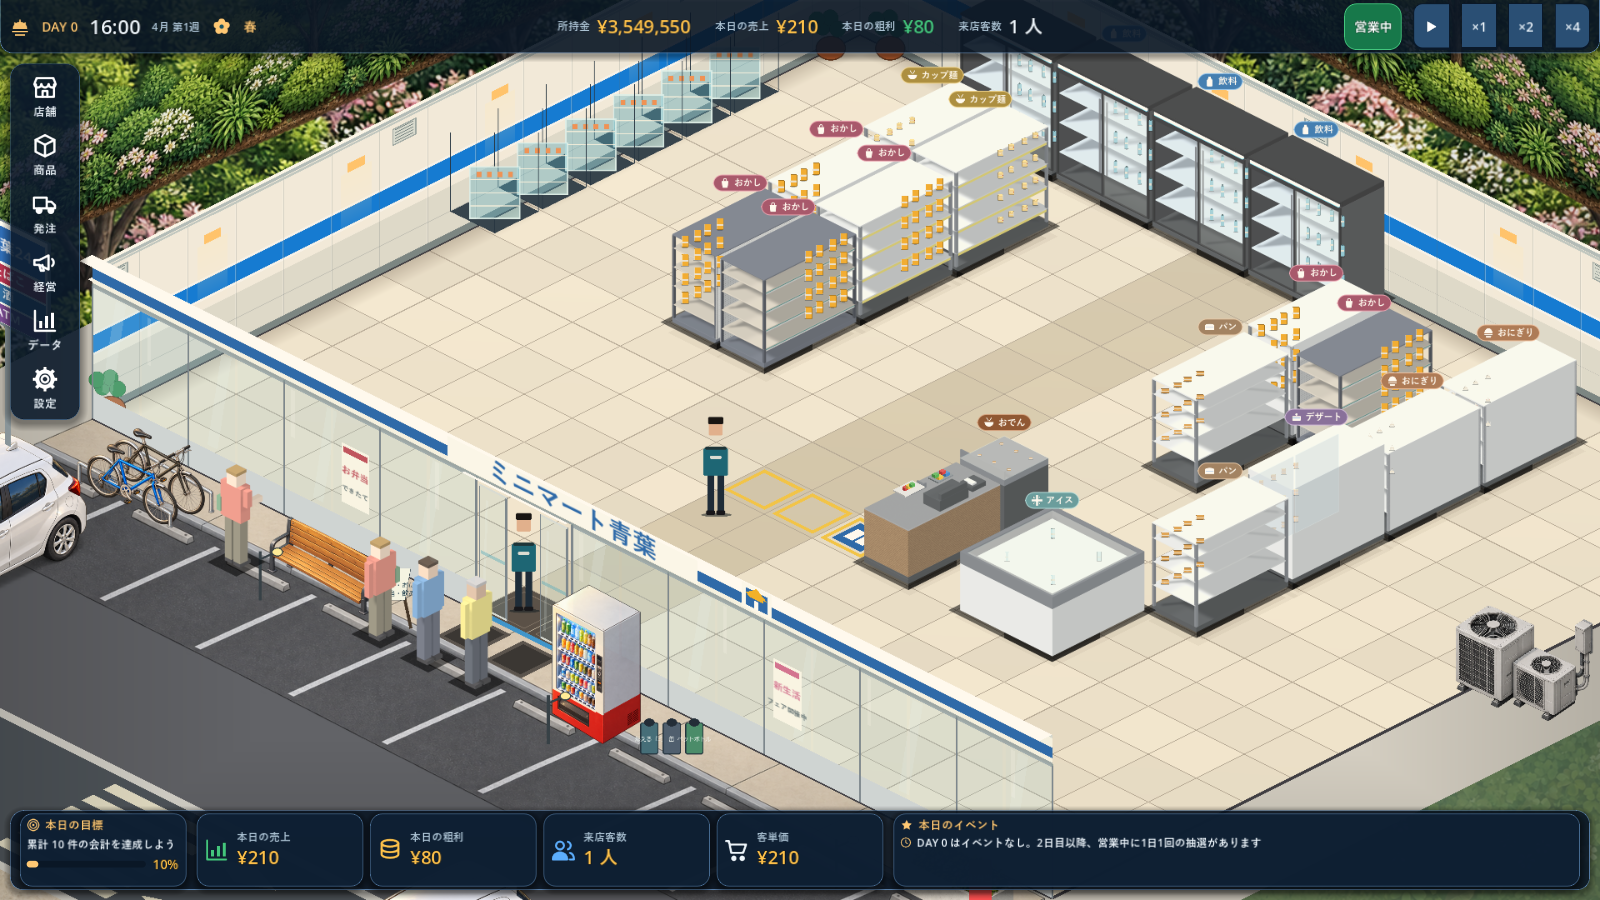 DAY 0 16:00 4月 第1週 春
所持金 ¥3,549,550 本日の売上 ¥210 本日の粗利 ¥80 来店客数 1 人
営業中 ×1 ×2 ×4
店舗
商品
発注
経営
データ
設定
カップ麺
カップ麺
飲料
飲料
おかし
おかし
おかし
おかし
おかし
おかし
パン
おにぎり
おにぎり
デザート
パン
おでん
アイス
お弁当
できたて
ミニマート青葉
新生活
本日の目標
累計 10 件の会計を達成しよう
10%
本日の売上
¥210
本日の粗利
¥80
来店客数
1 人
客単価
¥210
本日のイベント
DAY 0 はイベントなし。2日目以降、営業中に1日1回の抽選があります